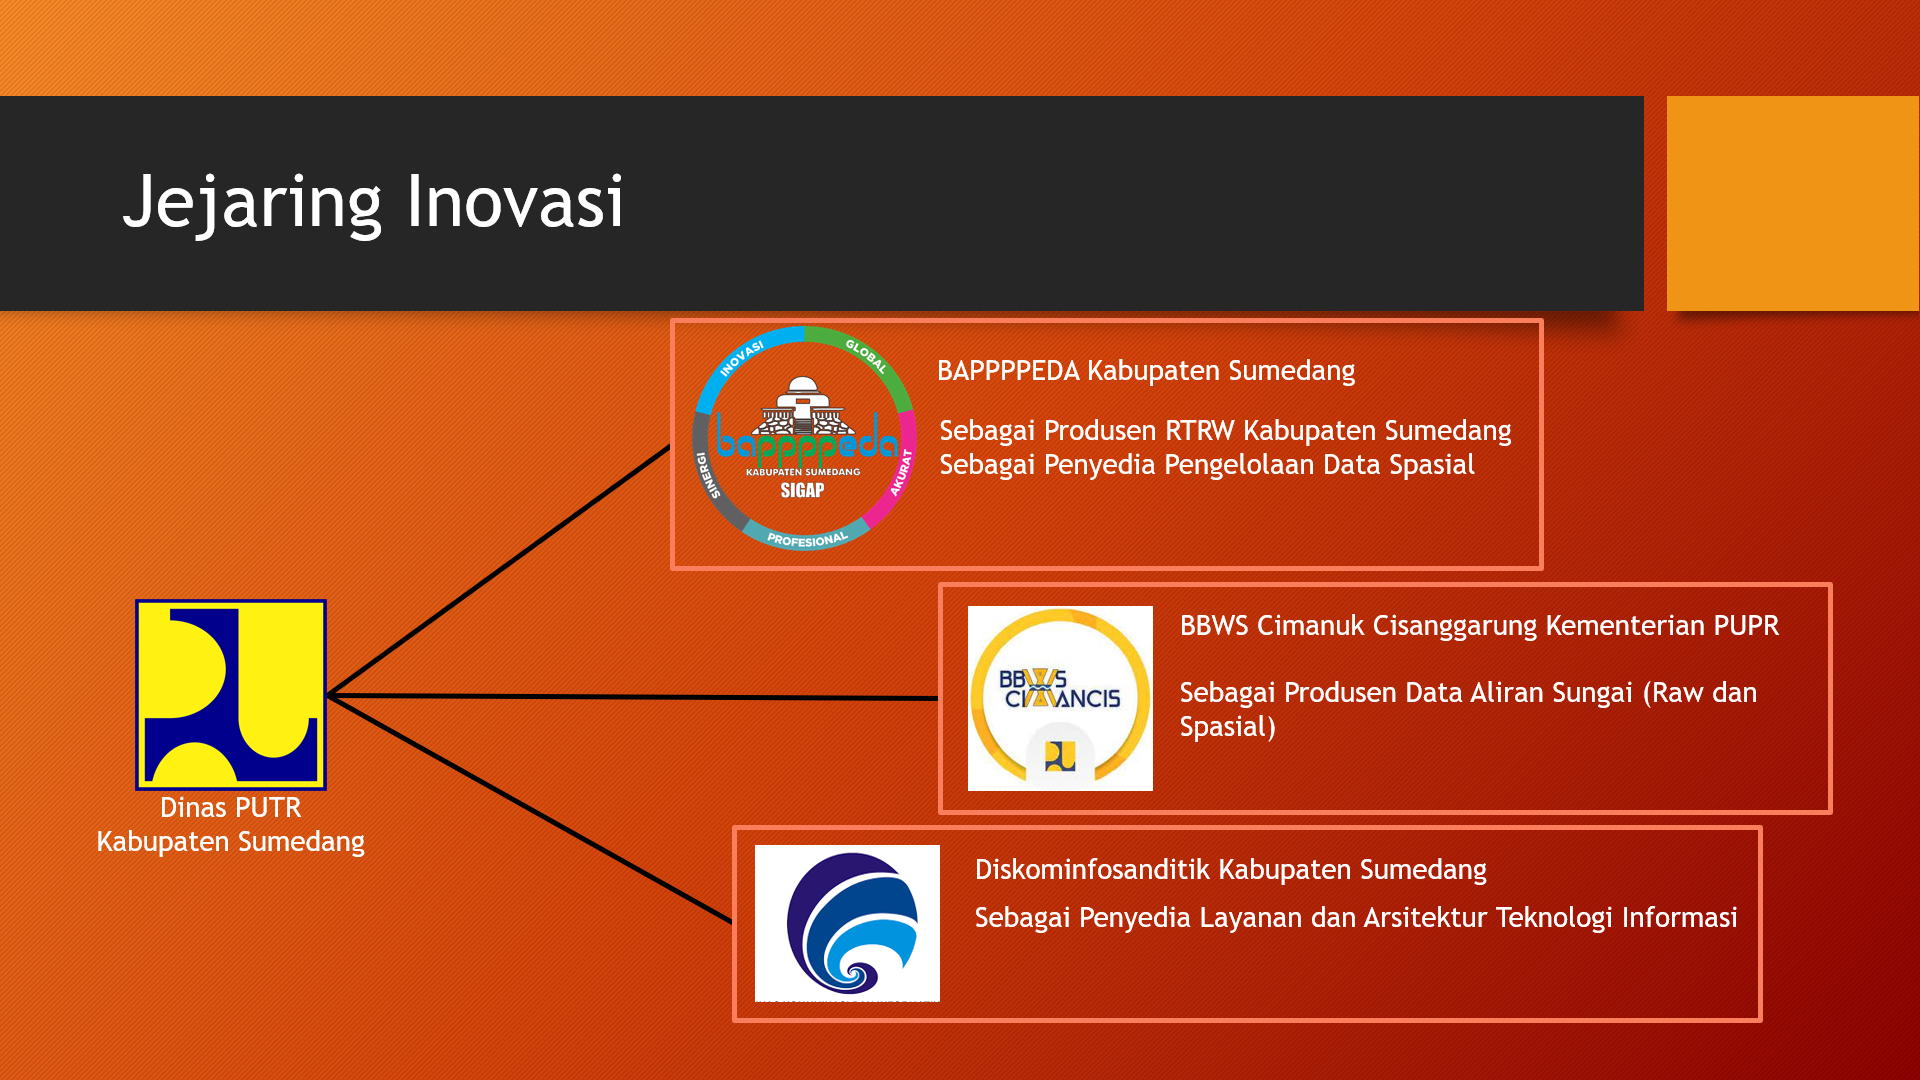 Jejaring Inovasi
INOVASI
GLOBAL
bappppeda
KABUPATEN SUMEDANG
SIGAP
SINERGI
AKURAT
PROFESIONAL
BAPPPPEDA Kabupaten Sumedang
Sebagai Produsen RTRW Kabupaten Sumedang
Sebagai Penyedia Pengelolaan Data Spasial
Dinas PUTR
Kabupaten Sumedang
BBWS
CIMANCIS
BBWS Cimanuk Cisanggarung Kementerian PUPR
Sebagai Produsen Data Aliran Sungai (Raw dan
Spasial)
Diskominfosanditik Kabupaten Sumedang
Sebagai Penyedia Layanan dan Arsitektur Teknologi Informasi